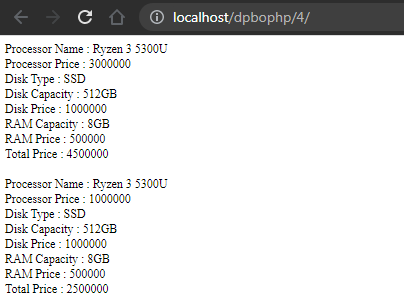 localhost/dpbophp/4/
Processor Name : Ryzen 3 5300U
Processor Price : 3000000
Disk Type : SSD
Disk Capacity : 512GB
Disk Price : 1000000
RAM Capacity : 8GB
RAM Price : 500000
Total Price : 4500000
Processor Name : Ryzen 3 5300U
Processor Price : 1000000
Disk Type : SSD
Disk Capacity : 512GB
Disk Price : 1000000
RAM Capacity : 8GB
RAM Price : 500000
Total Price : 2500000